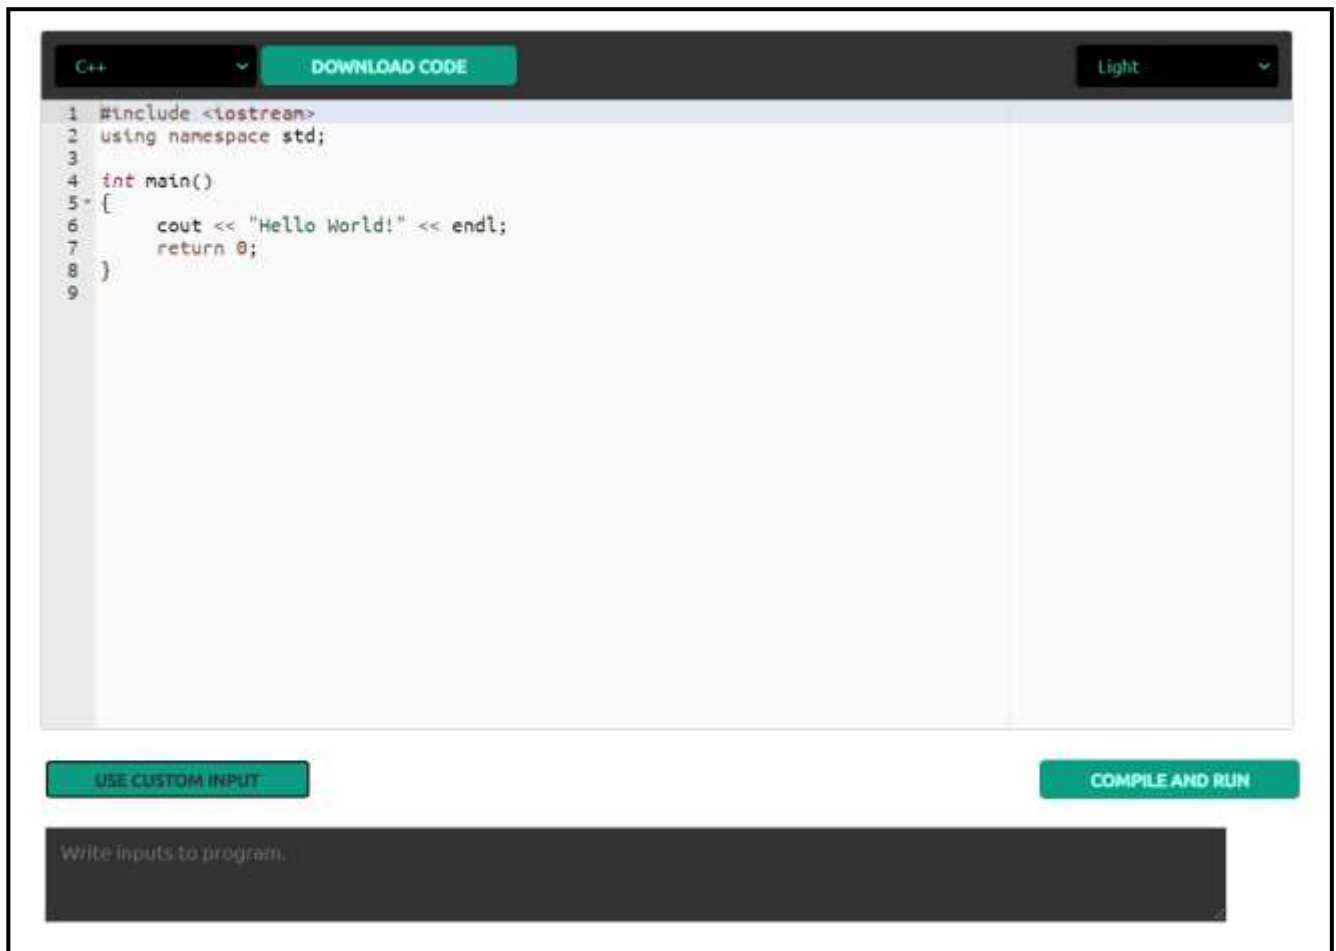 C++ DOWNLOAD CODE Light
1 #include <iostream>
2 using namespace std;
3
4 int main()
5 {
6 cout << "Hello World!" << endl;
7 return 0;
8 }
9
USE CUSTOM INPUT COMPILE AND RUN
Write inputs to program.